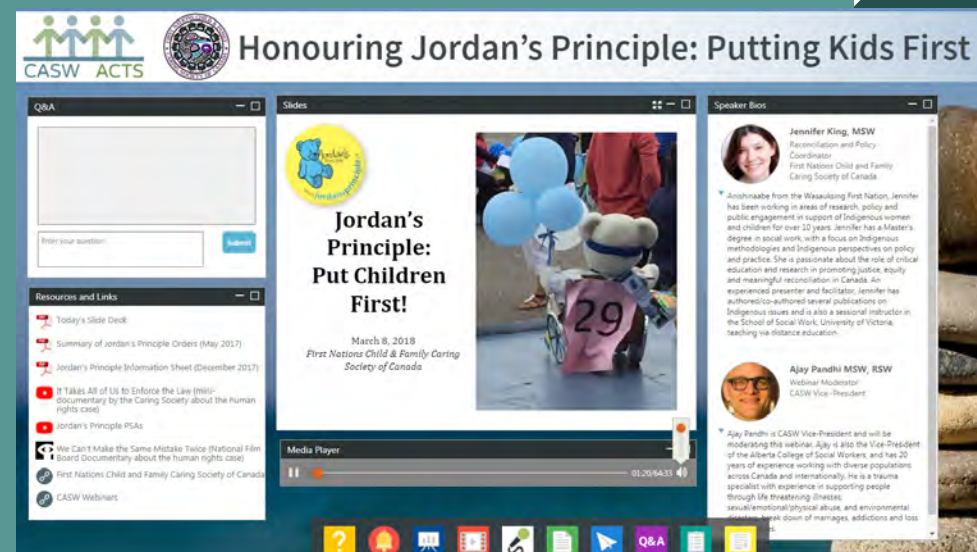 CASW ACTS
Honouring Jordan's Principle: Putting Kids First
Q&A
Enter your question
Submit
Resources and Links
Today's Slide Deck
Summary of Jordan's Principle Orders (May 2017)
Jordan's Principle Information Sheet (December 2017)
It Takes All of Us to Enforce the Law (mini-
documentary by the Caring Society about the human
rights case)
Jordan's Principle PSAs
We Can't Make the Same Mistake Twice (National Film
Board Documentary about the human rights case)
First Nations Child and Family Caring Society of Canada
CASW Webinars
Slides
Jordan's
Principle:
Put Children
First!
March 8, 2018
First Nations Child & Family Caring
Society of Canada
29
Media Player
01:20/64:33
Q&A
Speaker Bios
Jennifer King, MSW
Reconciliation and Policy
Coordinator
First Nations Child and Family
Caring Society of Canada
Anishinaabe from the Wasauksing First Nation, Jennifer
has been working in areas of research, policy and
public engagement in support of Indigenous women
and children for over 10 years. Jennifer has a Master's
degree in social work, with a focus on Indigenous
methodologies and Indigenous perspectives on policy
and practice. She is passionate about the role of critical
education and research in promoting justice, equity
and meaningful reconciliation in Canada. An
experienced presenter and facilitator, Jennifer has
authored/co-authored several publications on
Indigenous issues and is also a sessional instructor in
the School of Social Work, University of Victoria,
teaching via distance education.
Ajay Pandhi MSW, RSW
Webinar Moderator
CASW Vice-President
Ajay Pandhi is CASW Vice-President and will be
moderating this webinar. Ajay is also the Vice-President
of the Alberta College of Social Workers, and has 20
years of experience working with diverse populations
across Canada and internationally. He is a trauma
specialist with experience in supporting people
through life threatening illnesses,
sexual/emotional/physical abuse, and environmental
break down of marriages, addictions and loss